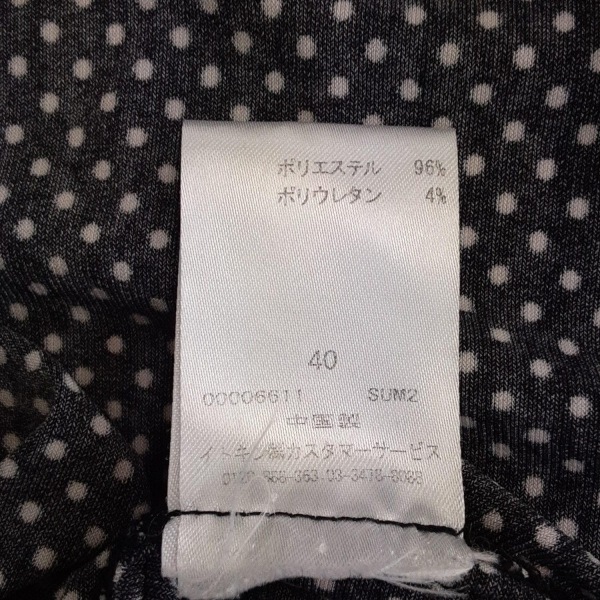 ポリエステル 96%
ポリウレタン 4%
40
00006611 SUM2
中国製
イトキン㈱カスタマーサービス